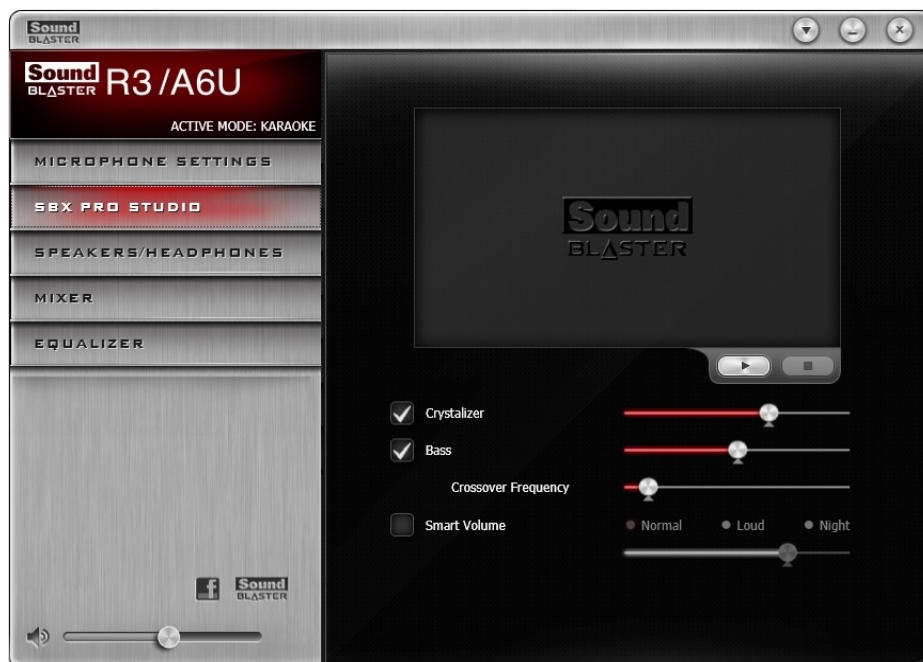 Sound
BLASTER
Sound
BLASTER
R3 /A6U
ACTIVE MODE: KARAOKE
MICROPHONE SETTINGS
SBX PRO STUDIO
SPEAKERS/HEADPHONES
MIXER
EQUALIZER
Sound
BLASTER
Crystalizer
Bass
Crossover Frequency
Smart Volume
Normal
Loud
Night
f
Sound
BLASTER